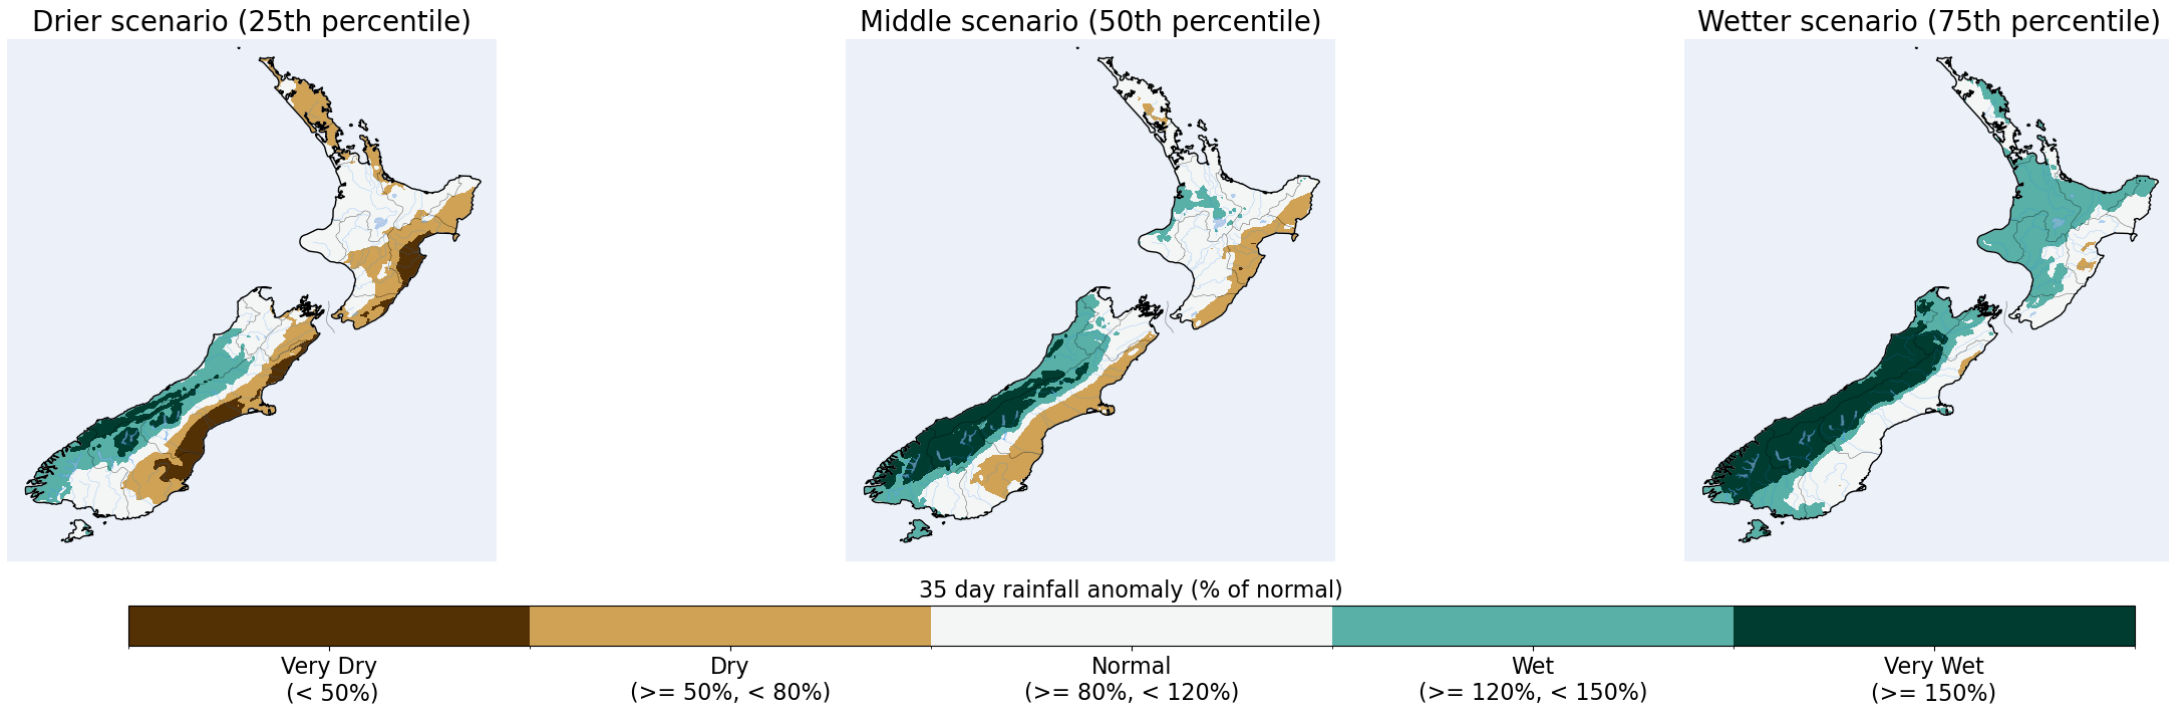 Drier scenario (25th percentile)
Middle scenario (50th percentile)
Wetter scenario (75th percentile)
35 day rainfall anomaly (% of normal)
Very Dry
(< 50%)
Dry
(>= 50%, < 80%)
Normal
(>= 80%, < 120%)
Wet
(>= 120%, < 150%)
Very Wet
(>= 150%)